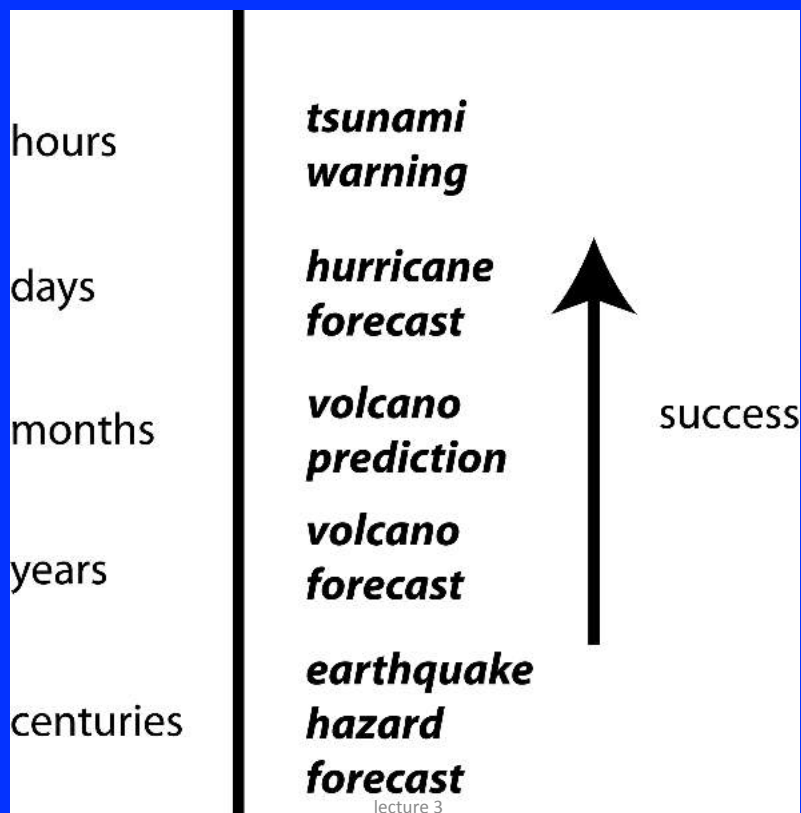 hours
tsunami
warning
days
hurricane
forecast
months
volcano
prediction
success
years
volcano
forecast
centuries
earthquake
hazard
forecast
lecture 3